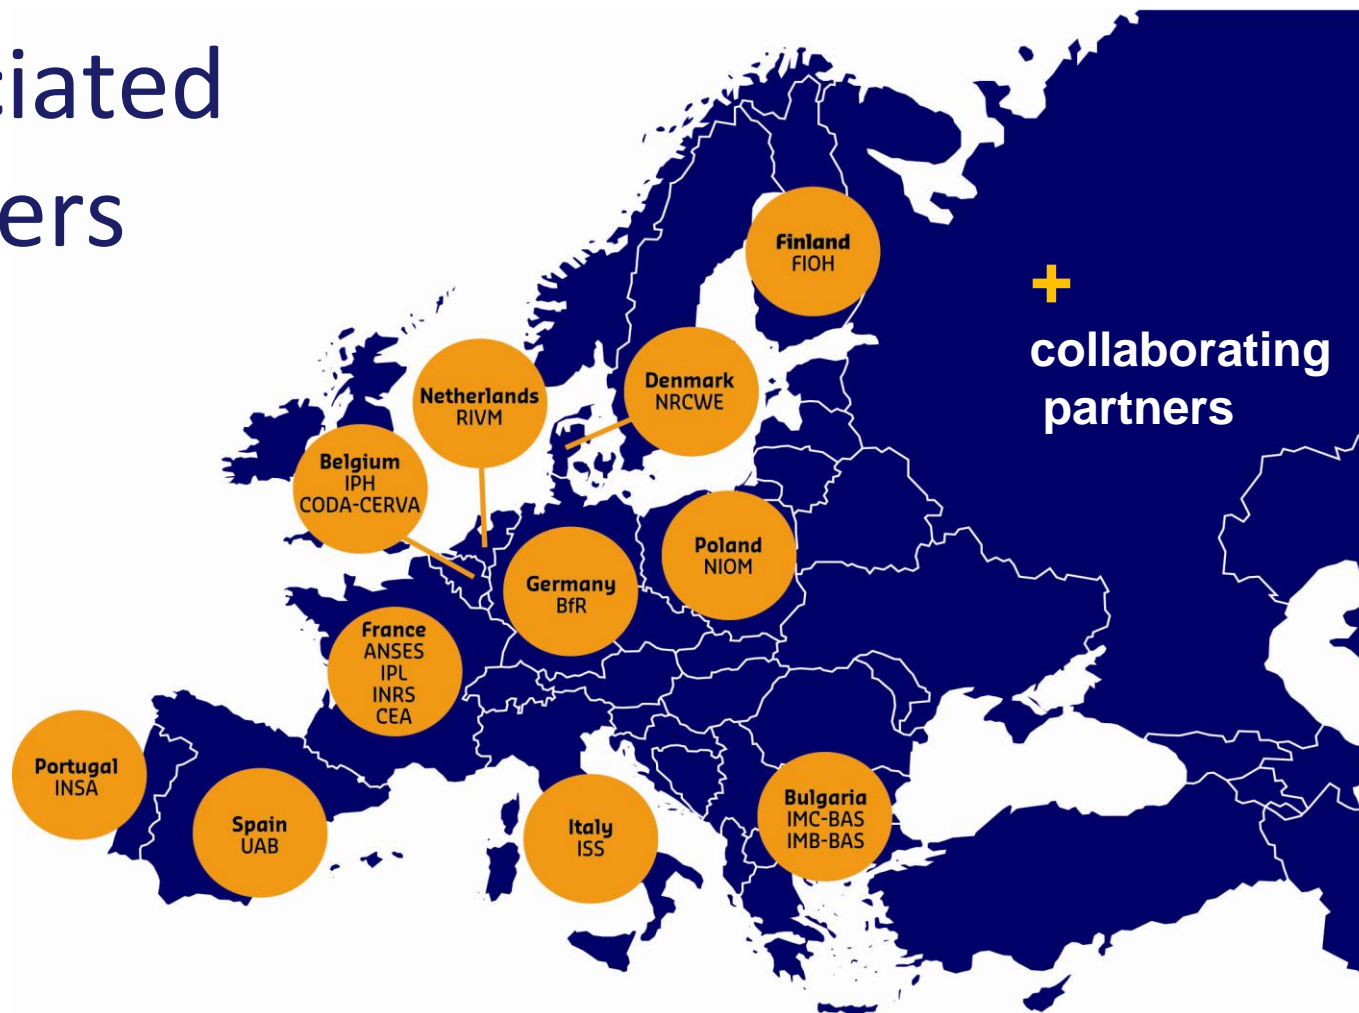 ciated
ers
Finland
FIOH
+
collaborating
partners
Denmark
NRCWE
Netherlands
RIVM
Belgium
IPH
CODA-CERVA
Poland
NIOM
Germany
BfR
France
ANSES
IPL
INRS
CEA
Portugal
INSA
Spain
UAB
Italy
ISS
Bulgaria
IMC-BAS
IMB-BAS